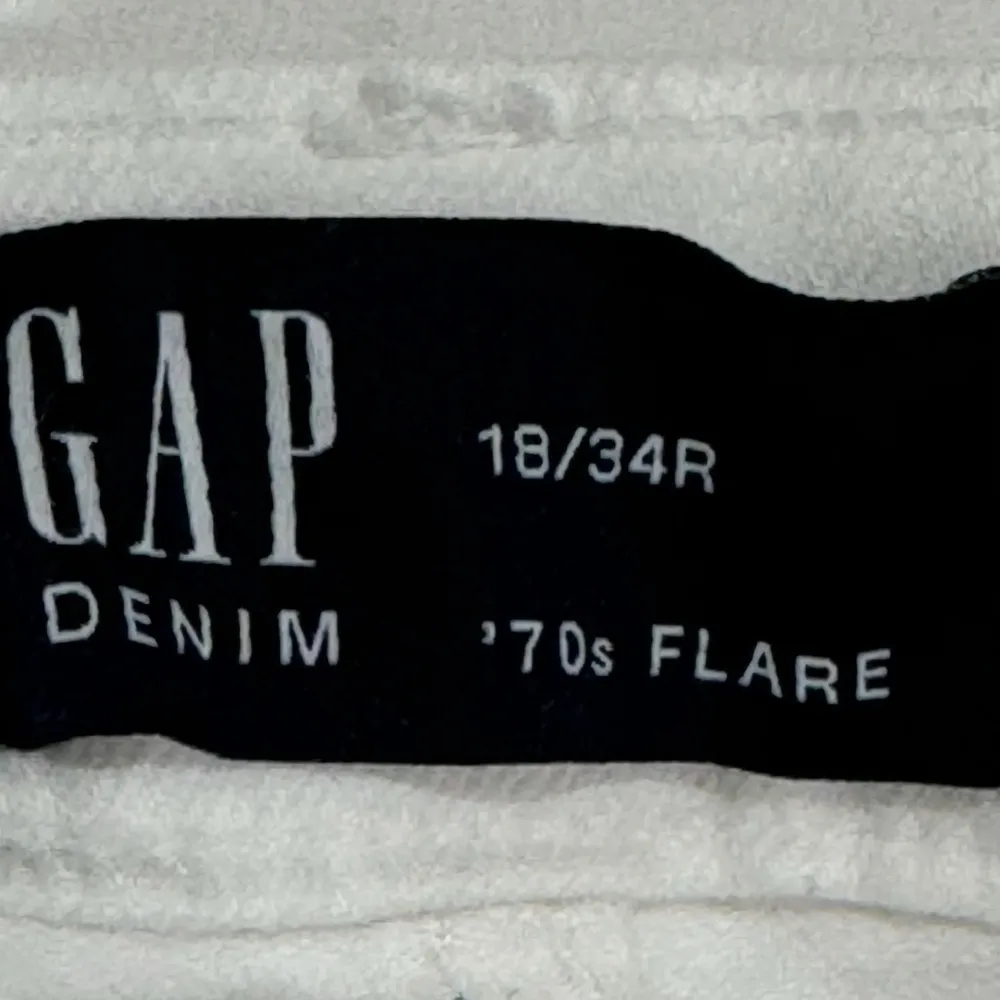 GAP
DENIM
18/34R
'70s FLARE